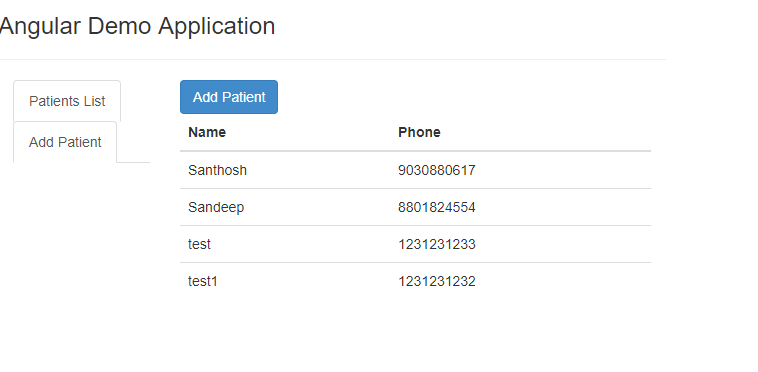 Angular Demo Application
Patients List
Add Patient
Add Patient
Name Phone
Santhosh 9030880617
Sandeep 8801824554
test 1231231233
test1 1231231232